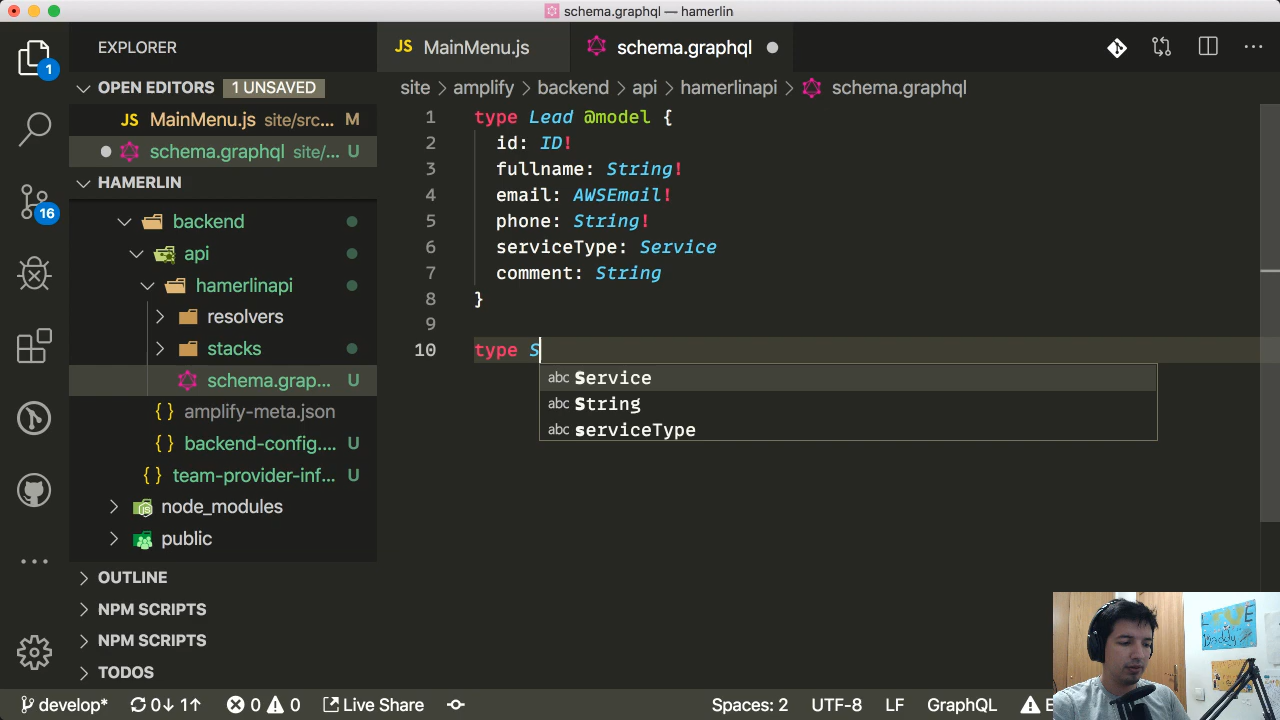 schema.graphql — hamerlin
EXPLORER
JS MainMenu.js
schema.graphql
1
OPEN EDITORS 1 UNSAVED
site amplify backend api hamerlinapi schema.graphql
JS MainMenu.js site/src... M
schema.graphql site/... U
HAMERLIN
16
backend
api
hamerlinapi
resolvers
stacks
schema.grap... U
{ } amplify-meta.json
{ } backend-config.... U
{ } team-provider-inf... U
node_modules
public
OUTLINE
NPM SCRIPTS
NPM SCRIPTS
TODOS
1 type Lead @model {
2 id: ID!
3 fullname: String!
4 email: AWSEmail!
5 phone: String!
6 serviceType: Service
7 comment: String
8 }
9
10 type S
abc Service
abc String
abc serviceType
develop* 0↓ 1↑ 0 0 Live Share Spaces: 2 UTF-8 LF GraphQL